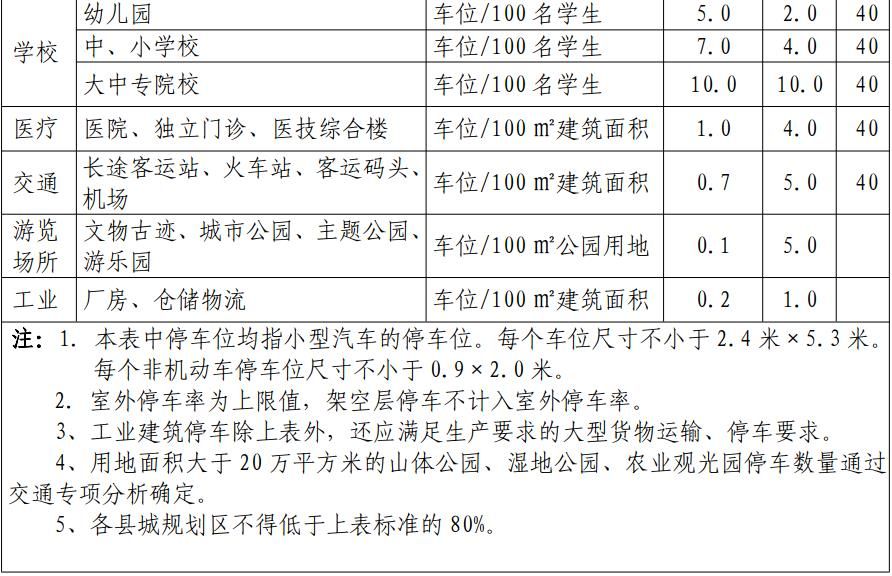 学校 幼儿园 车位/100 名学生 5.0 2.0 40
中、小学校 车位/100 名学生 7.0 4.0 40
大中专院校 车位/100 名学生 10.0 10.0 40
医疗 医院、独立门诊、医技综合楼 车位/100 ㎡建筑面积 1.0 4.0 40
交通 长途客运站、火车站、客运码头、
机场 车位/100 ㎡建筑面积 0.7 5.0 40
游览
场所 文物古迹、城市公园、主题公园、
游乐园 车位/100 ㎡公园用地 0.1 5.0
工业 厂房、仓储物流 车位/100 ㎡建筑面积 0.2 1.0
注: 1. 本表中停车位均指小型汽车的停车位。每个车位尺寸不小于 2.4 米×5.3 米。
每个非机动车停车位尺寸不小于 0.9×2.0 米。
2. 室外停车率为上限值，架空层停车不计入室外停车率。
3、工业建筑停车除上表外，还应满足生产要求的大型货物运输、停车要求。
4、用地面积大于 20 万平方米的山体公园、湿地公园、农业观光园停车数量通过
交通专项分析确定。
5、各县城规划区不得低于上表标准的 80%。